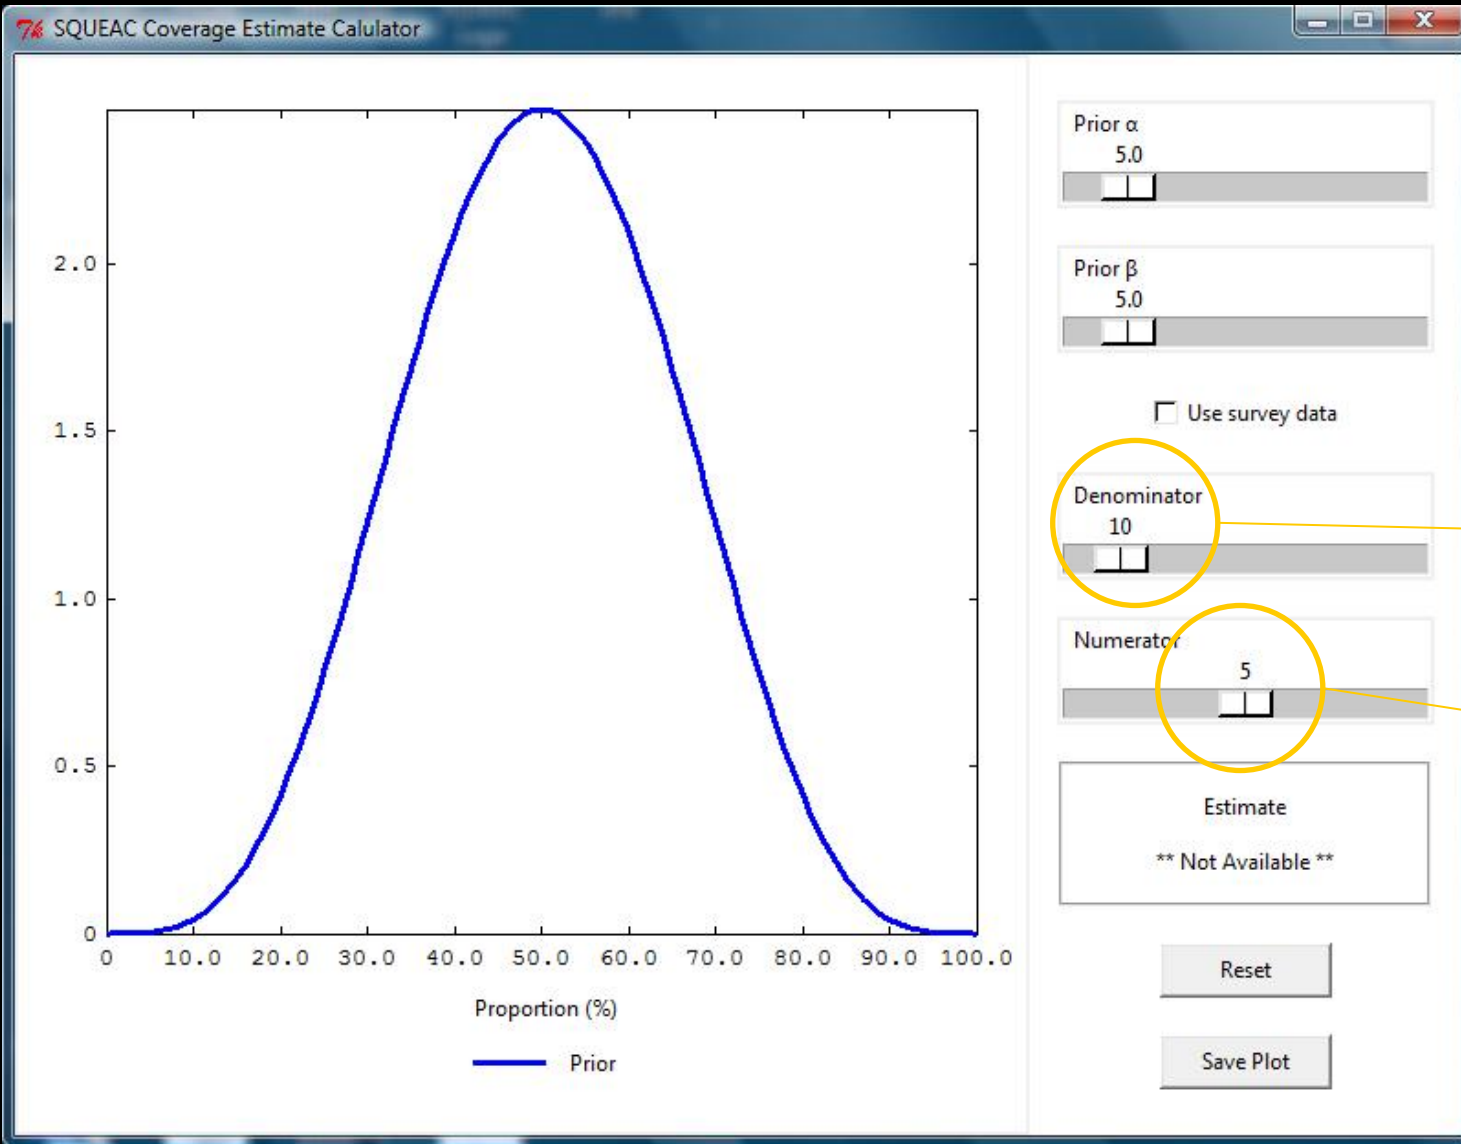 SQUEAC Coverage Estimate Calulator
2.0
1.5
1.0
0.5
0
0 10.0 20.0 30.0 40.0 50.0 60.0 70.0 80.0 90.0 100.0
Proportion (%)
Prior
Prior α
5.0
Prior β
5.0
Use survey data
Denominator
10
Numerator
5
Estimate
** Not Available **
Reset
Save Plot